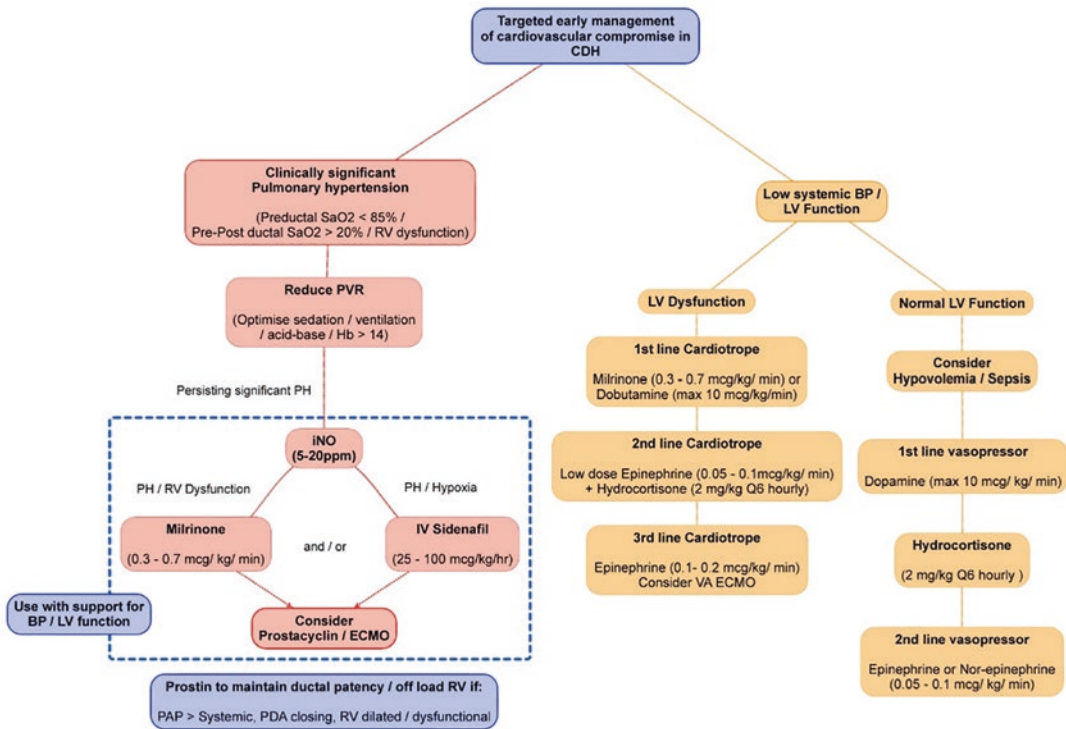 Targeted early management
of cardiovascular compromise in
CDH
Clinically significant
Pulmonary hypertension
(Preductal SaO2 < 85% /
Pre-Post ductal SaO2 > 20% / RV dysfunction)
Reduce PVR
(Optimise sedation / ventilation
/ acid-base / Hb > 14)
Persisting significant PH
iNO
(5-20ppm)
PH / RV Dysfunction
PH / Hypoxia
Milrinone
(0.3 - 0.7 mcg/ kg/ min)
and / or
IV Sidenafil
(25 - 100 mcg/kg/hr)
Consider
Prostacyclin / ECMO
Use with support for
BP / LV function
Prostin to maintain ductal patency / off load RV if:
PAP > Systemic, PDA closing, RV dilated / dysfunctional
Low systemic BP /
LV Function
LV Dysfunction
1st line Cardiotrope
Milrinone (0.3 - 0.7 mcg/kg/ min) or
Dobutamine (max 10 mcg/kg/min)
2nd line Cardiotrope
Low dose Epinephrine (0.05 - 0.1mcg/kg/ min)
+ Hydrocortisone (2 mg/kg Q6 hourly)
3rd line Cardiotrope
Epinephrine (0.1- 0.2 mcg/kg/ min)
Consider VA ECMO
Normal LV Function
Consider
Hypovolemia / Sepsis
1st line vasopressor
Dopamine (max 10 mcg/ kg/ min)
Hydrocortisone
(2 mg/kg Q6 hourly )
2nd line vasopressor
Epinephrine or Nor-epinephrine
(0.05 - 0.1 mcg/ kg/ min)